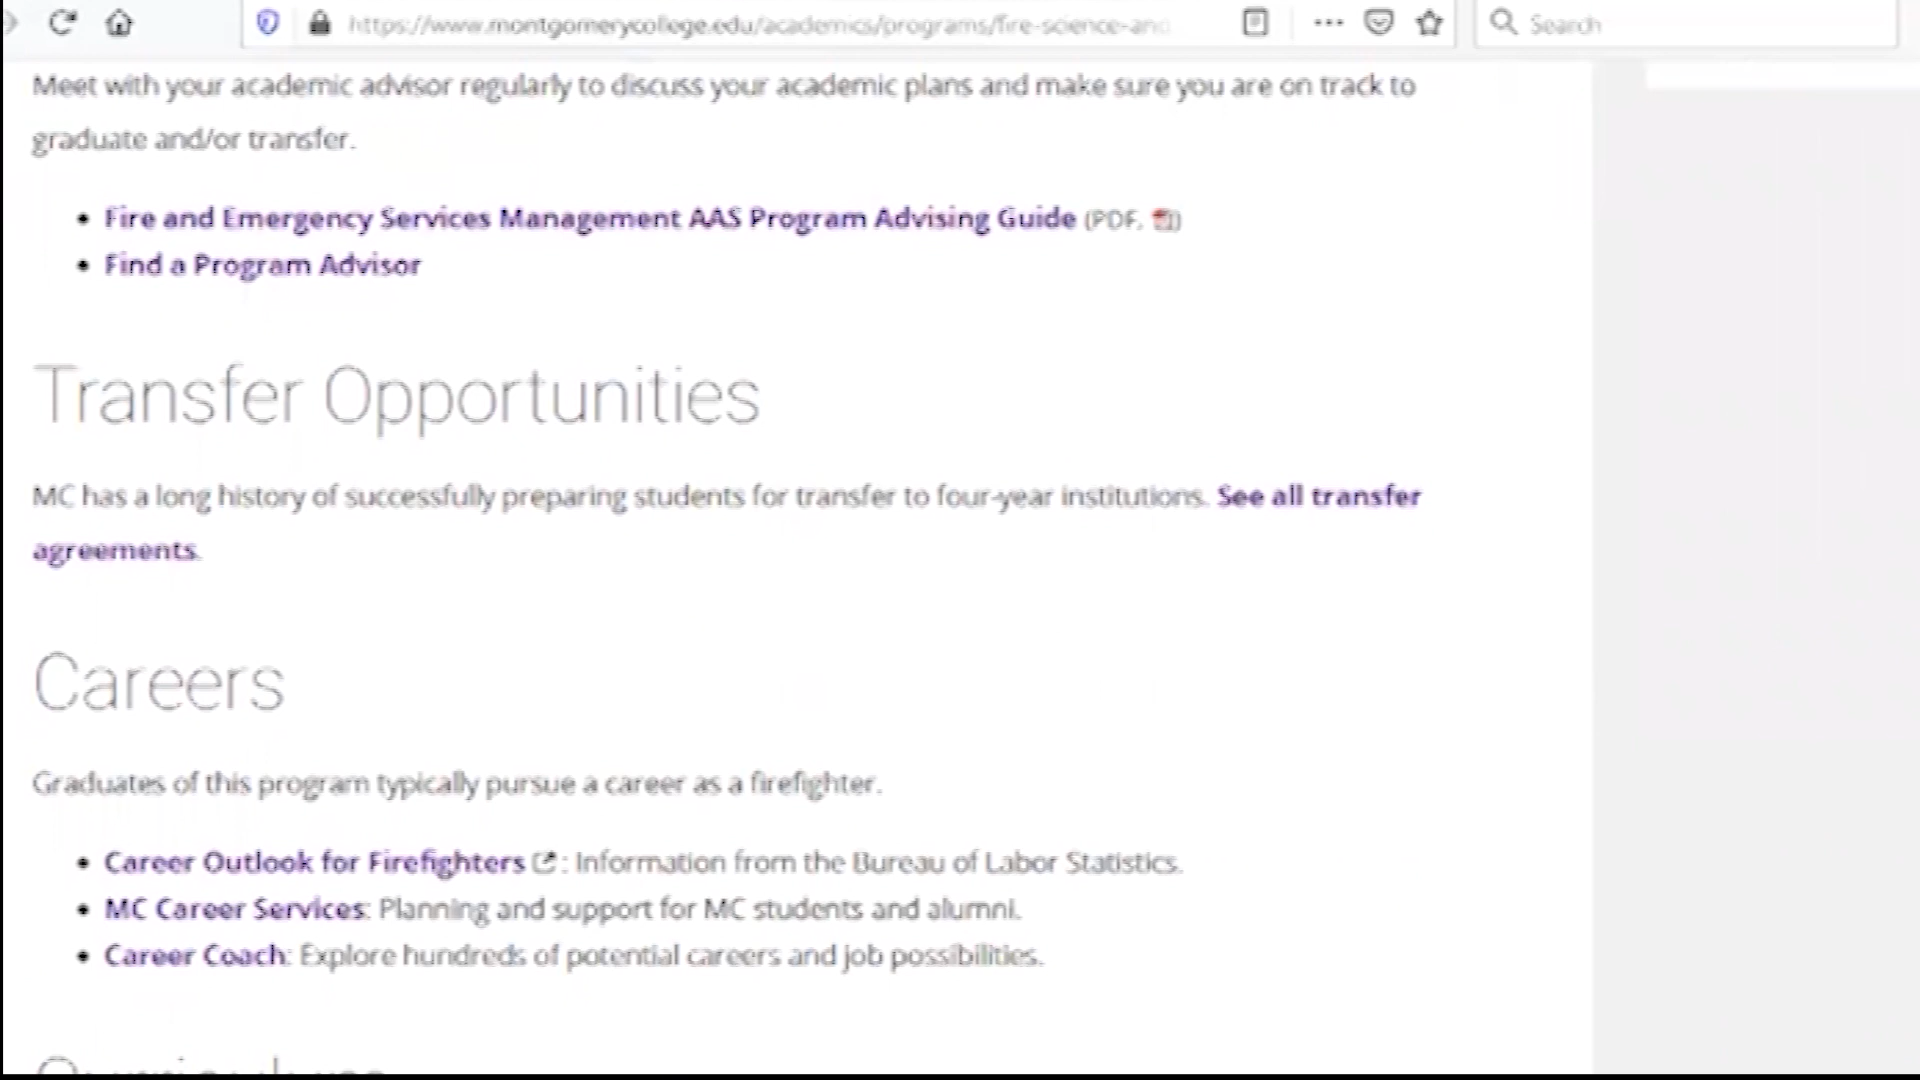 https://www.montgomerycollege.edu/academics/programs/fire-science-and
Search
Meet with your academic advisor regularly to discuss your academic plans and make sure you are on track to
graduate and/or transfer.
• Fire and Emergency Services Management AAS Program Advising Guide (PDF, )
• Find a Program Advisor
Transfer Opportunities
MC has a long history of successfully preparing students for transfer to four-year institutions. See all transfer
agreements.
Careers
Graduates of this program typically pursue a career as a firefighter.
• Career Outlook for Firefighters : Information from the Bureau of Labor Statistics.
• MC Career Services: Planning and support for MC students and alumni.
• Career Coach: Explore hundreds of potential careers and job possibilities.